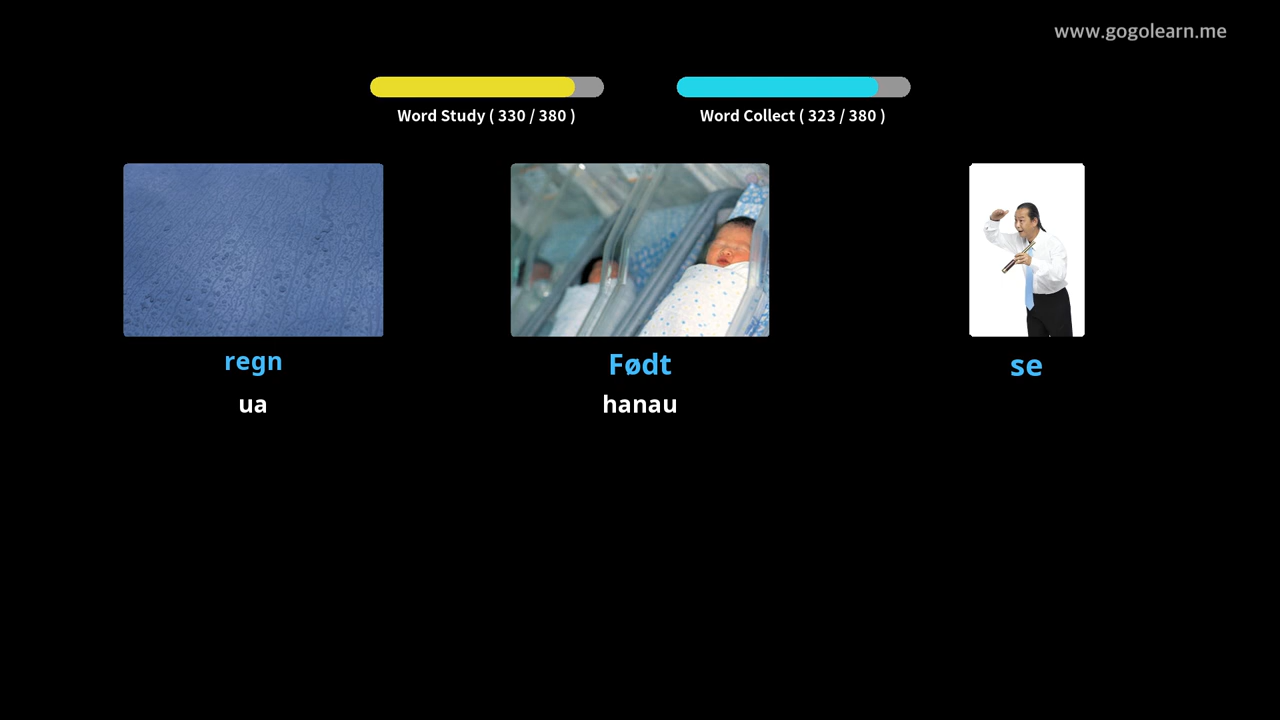 www.gogolearn.me
Word Study ( 330 / 380 )
Word Collect ( 323 / 380 )
regn
Født
se
ua
hanau